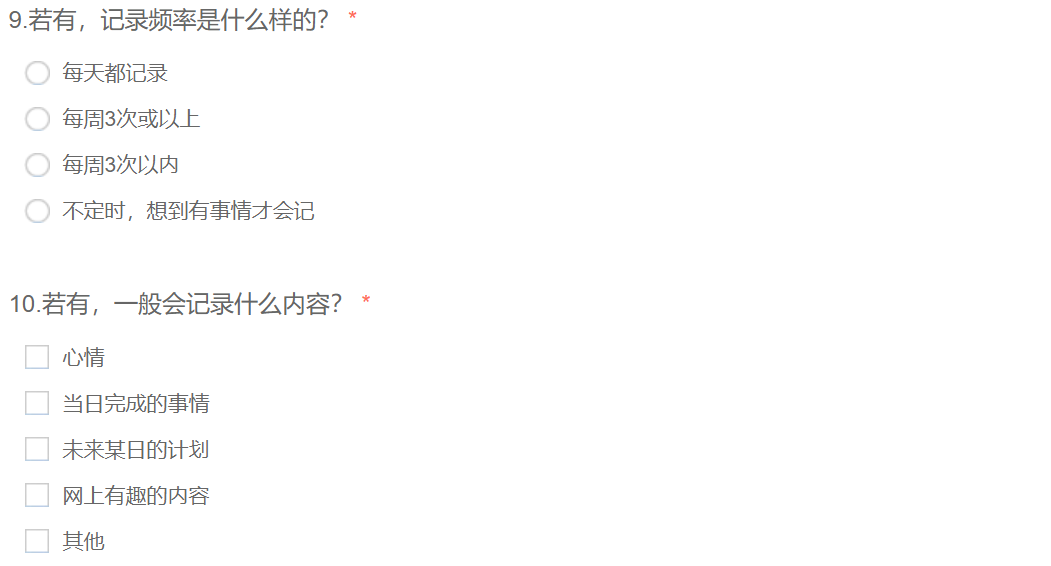 9.若有，记录频率是什么样的？ *
每天都记录
每周3次或以上
每周3次以内
不定时，想到有事情才会记
10.若有，一般会记录什么内容？ *
心情
当日完成的事情
未来某日的计划
网上有趣的内容
其他